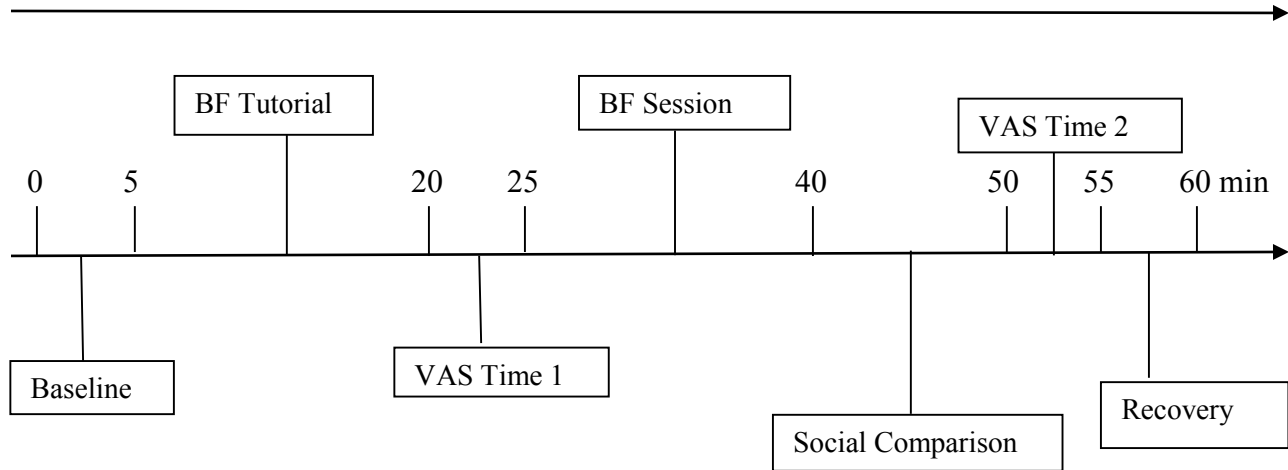 BF Tutorial
BF Session
VAS Time 2
0 5 20 25 40 50 55 60 min
Baseline
VAS Time 1
Social Comparison
Recovery